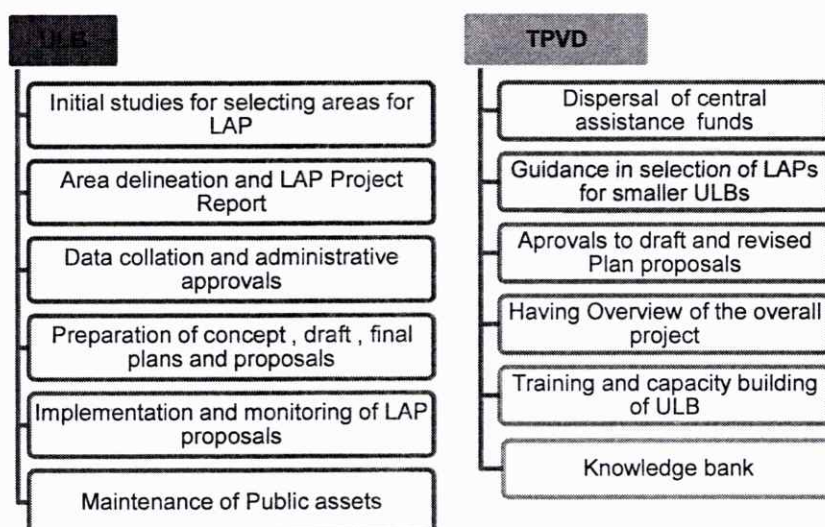 ULB
Initial studies for selecting areas for
LAP
Area delineation and LAP Project
Report
Data collation and administrative
approvals
Preparation of concept , draft , final
plans and proposals
Implementation and monitoring of LAP
proposals
Maintenance of Public assets
TPVD
Dispersal of central
assistance funds
Guidance in selection of LAPs
for smaller ULBs
Aprovals to draft and revised
Plan proposals
Having Overview of the overall
project
Training and capacity building
of ULB
Knowledge bank